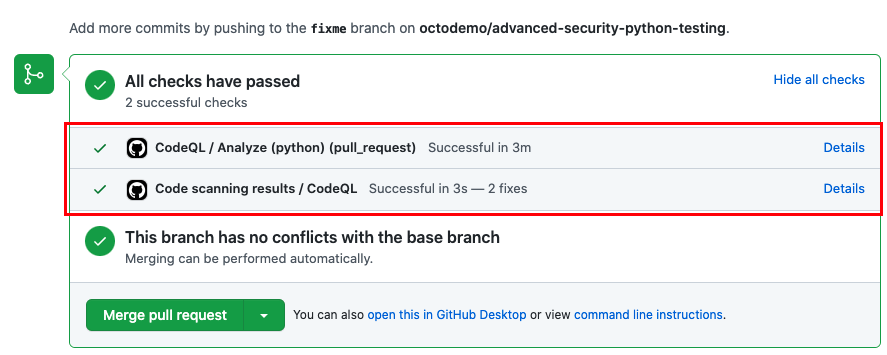 Add more commits by pushing to the fixme branch on octodemo/advanced-security-python-testing.
All checks have passed
Hide all checks
2 successful checks
CodeQL / Analyze (python) (pull_request) Successful in 3m Details
Code scanning results / CodeQL Successful in 3s — 2 fixes Details
This branch has no conflicts with the base branch
Merging can be performed automatically.
Merge pull request You can also open this in GitHub Desktop or view command line instructions.